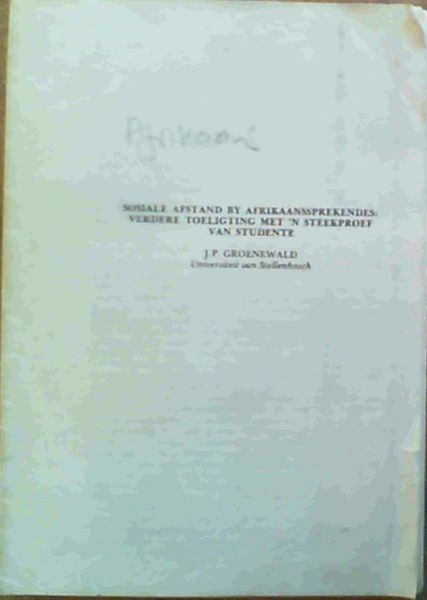 Afrikaans
SOSIALE AFSTAND BY AFRIKAANSSPREKENDES:
VERDERE TOELIGTING MET 'N STEEKPROEF
VAN STUDENTE
J.P. GROENEWALD
Universiteit van Stellenbosch